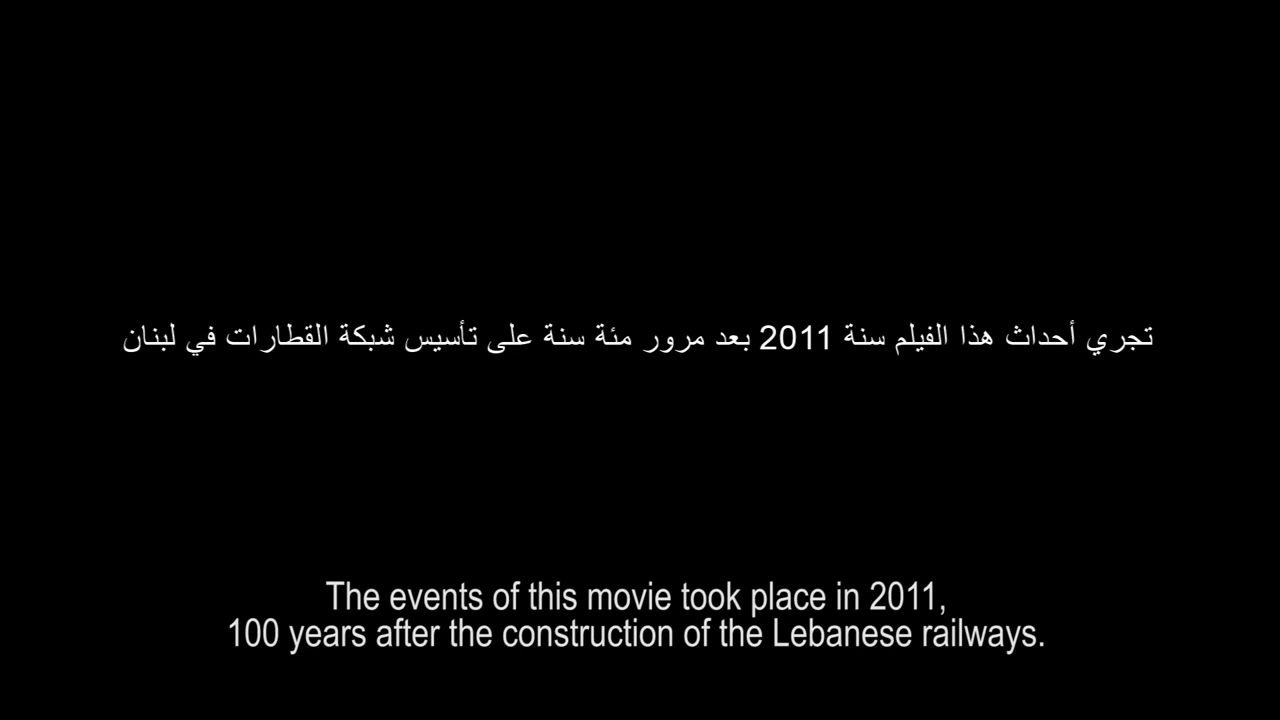 تجري أحداث هذا الفيلم سنة 2011 بعد مرور مئة سنة على تأسيس شبكة القطارات في لبنان
The events of this movie took place in 2011,
100 years after the construction of the Lebanese railways.